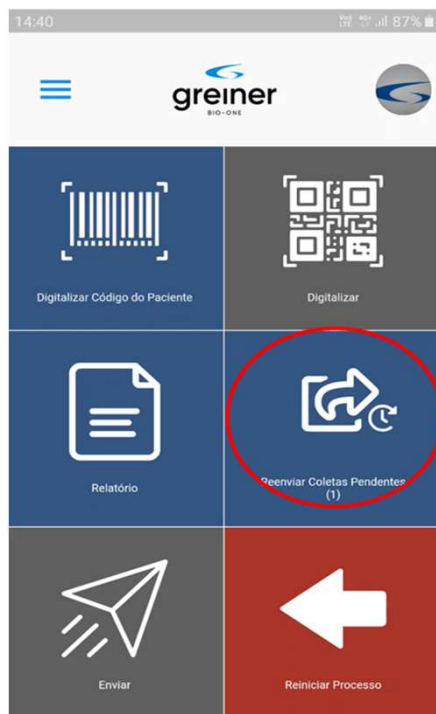 14:40
87%
greiner
BIO-ONE
Digitalizar Código do Paciente
Digitalizar
Relatório
Reenviar Coletas Pendentes
(1)
Enviar
Reiniciar Processo